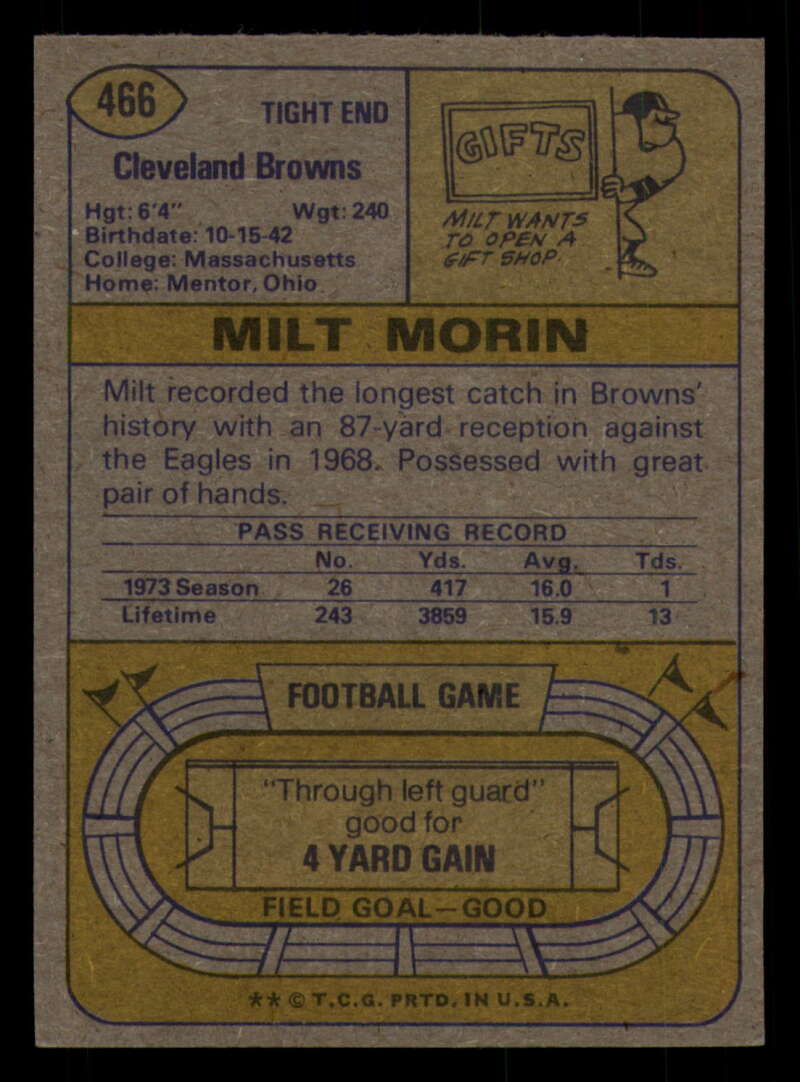 466
TIGHT END
Cleveland Browns
Hgt: 6'4" Wgt: 240
Birthdate: 10-15-42
College: Massachusetts
Home: Mentor, Ohio
GIFTS
MILT WANTS
TO OPEN A
GIFT SHOP.
MILT MORIN
Milt recorded the longest catch in Browns'
history with an 87-yard reception against
the Eagles in 1968. Possessed with great
pair of hands.
PASS RECEIVING RECORD
No. Yds. Avg. Tds.
1973 Season 26 417 16.0 1
Lifetime 243 3859 15.9 13
FOOTBALL GAME
"Through left guard"
good for
4 YARD GAIN
FIELD GOAL—GOOD
** © T.C.G. PRTD. IN U.S.A.